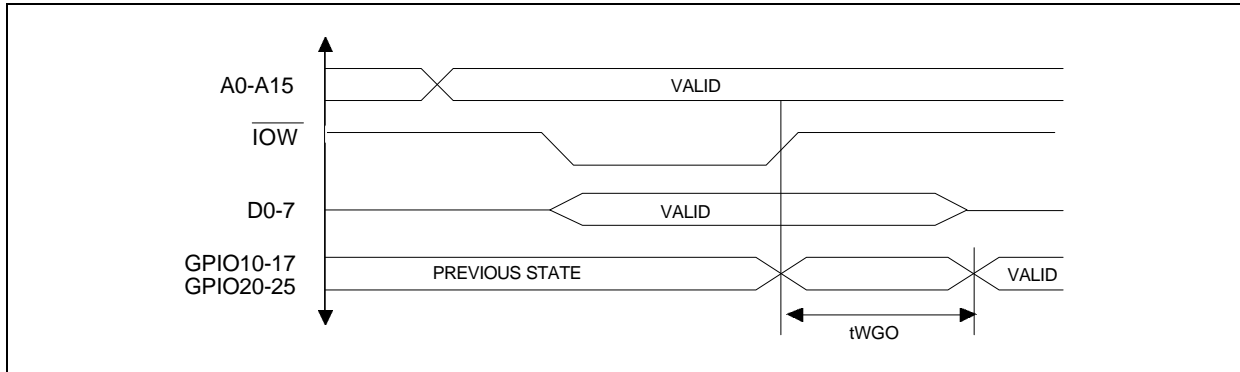 A0-A15
VALID
IOW
D0-7
VALID
GPIO10-17
GPIO20-25
PREVIOUS STATE
VALID
tWGO